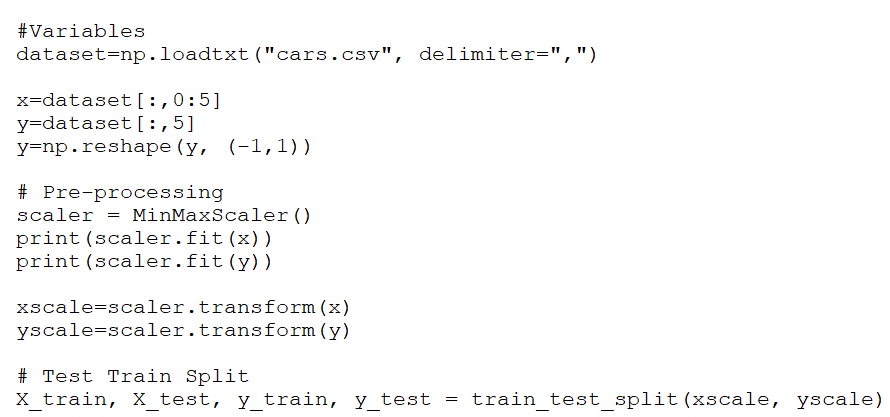 #Variables
dataset=np.loadtxt("cars.csv", delimiter=",")
x=dataset[:,0:5]
y=dataset[:,5]
y=np.reshape(y, (-1,1))
# Pre-processing
scaler = MinMaxScaler()
print(scaler.fit(x))
print(scaler.fit(y))
xscale=scaler.transform(x)
yscale=scaler.transform(y)
# Test Train Split
X_train, X_test, y_train, y_test = train_test_split(xscale, yscale)